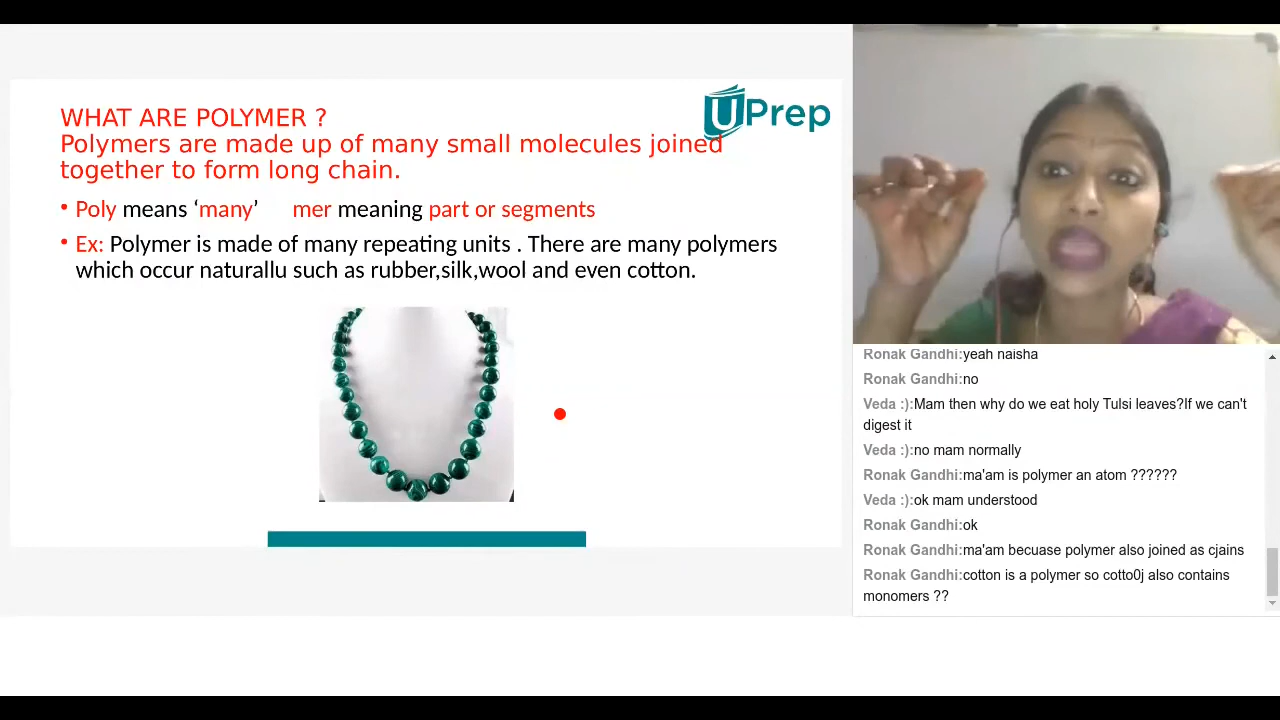 UPrep
WHAT ARE POLYMER ?
Polymers are made up of many small molecules joined
together to form long chain.
• Poly means ‘many’ mer meaning part or segments
• Ex: Polymer is made of many repeating units . There are many polymers
which occur naturallu such as rubber,silk,wool and even cotton.
Ronak Gandhi:yeah naisha
Ronak Gandhi:no
Veda :):Mam then why do we eat holy Tulsi leaves?If we can't
digest it
Veda :):no mam normally
Ronak Gandhi:ma'am is polymer an atom ??????
Veda :):ok mam understood
Ronak Gandhi:ok
Ronak Gandhi:ma'am becuase polymer also joined as cjains
Ronak Gandhi:cotton is a polymer so cotto0j also contains
monomers ??